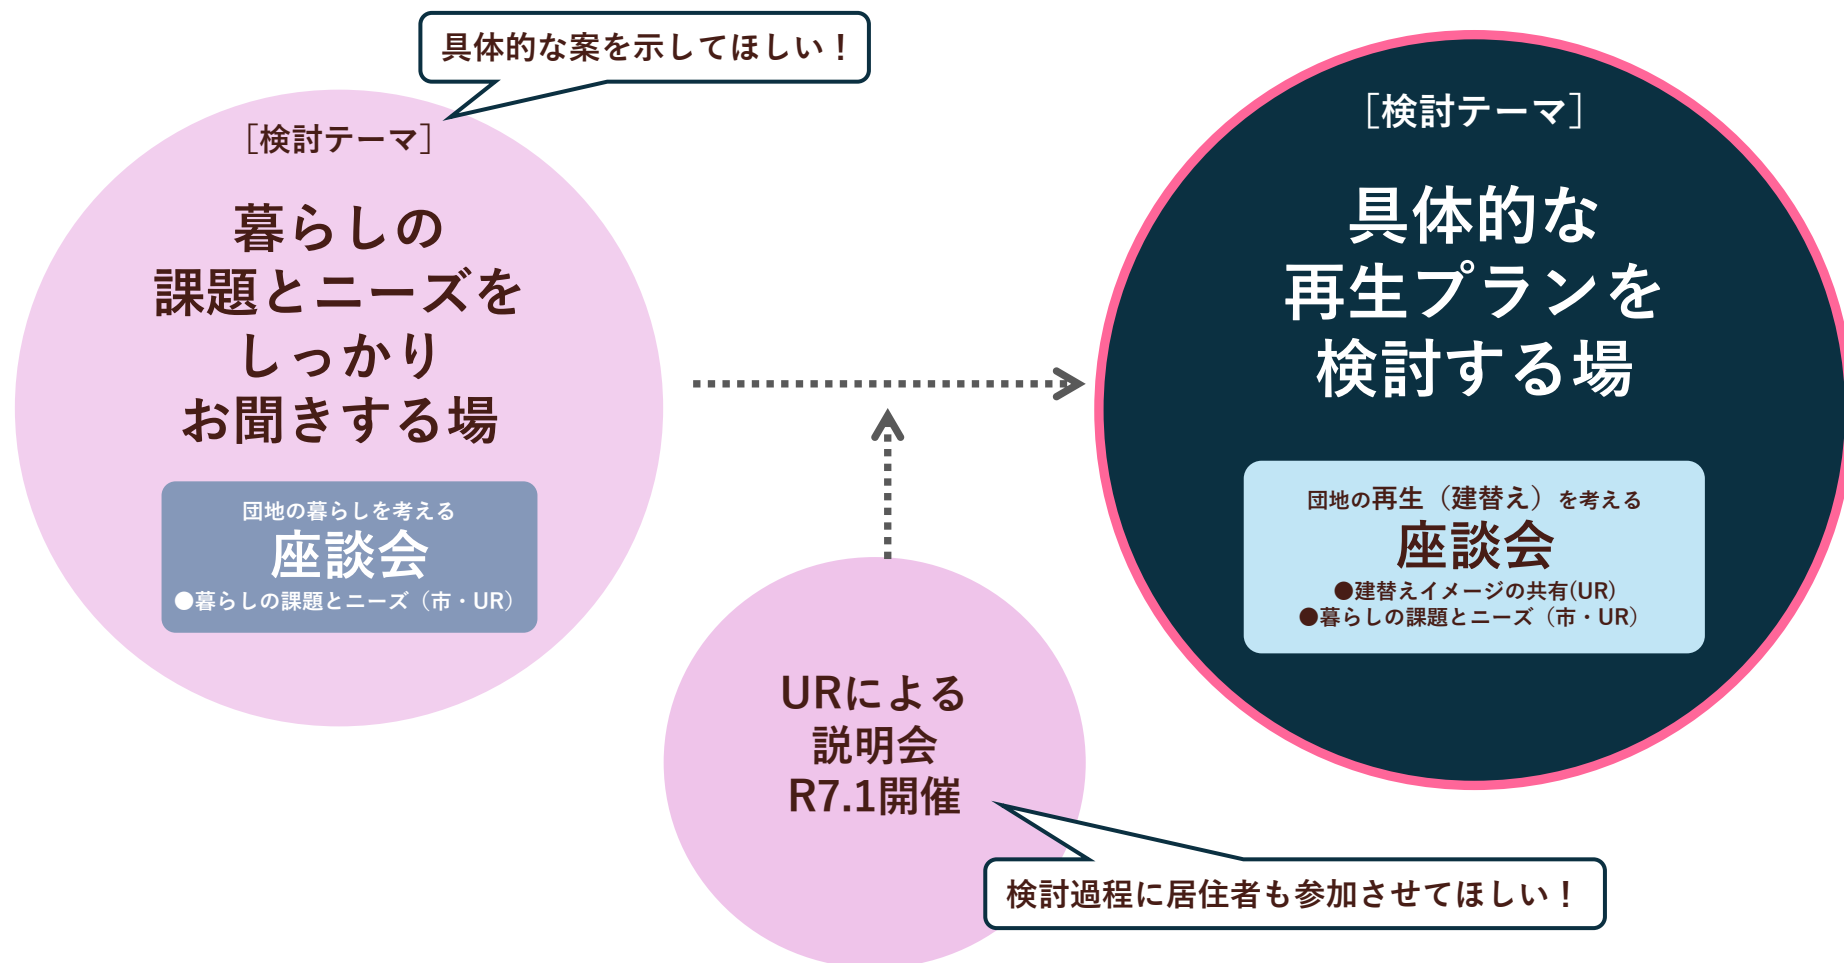 具体的な案を示してほしい！
［検討テーマ］
暮らしの
課題とニーズを
しっかり
お聞きする場
団地の暮らしを考える
座談会
●暮らしの課題とニーズ（市・UR）
URによる
説明会
R7.1開催
検討過程に居住者も参加させてほしい！
［検討テーマ］
具体的な
再生プランを
検討する場
団地の再生（建替え）を考える
座談会
●建替えイメージの共有(UR)
●暮らしの課題とニーズ（市・UR）